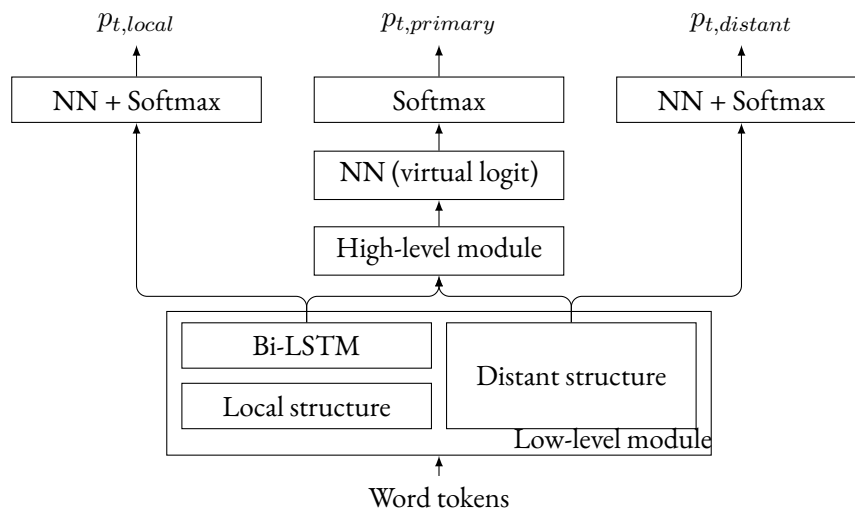 p_{t,local} p_{t,primary} p_{t,distant}
NN + Softmax Softmax NN + Softmax
NN (virtual logit)
High-level module
Bi-LSTM
Distant structure
Local structure
Low-level module
Word tokens